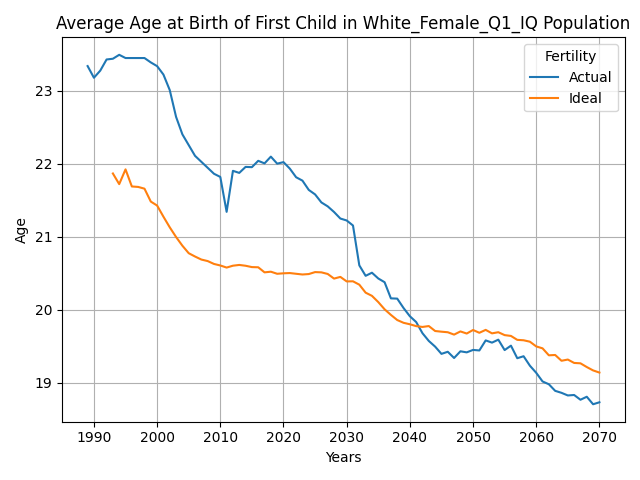 Average Age at Birth of First Child in White_Female_Q1_IQ Population
Fertility
Actual
Ideal
23
22
21
20
19
Age
1990 2000 2010 2020 2030 2040 2050 2060 2070
Years